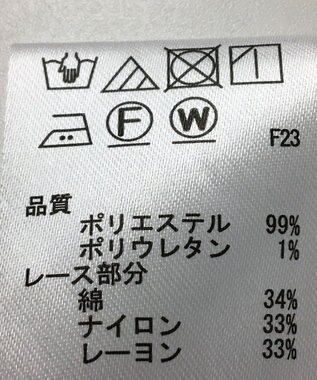 F W F23
品質
ポリエステル 99%
ポリウレタン 1%
レース部分
綿 34%
ナイロン 33%
レーヨン 33%